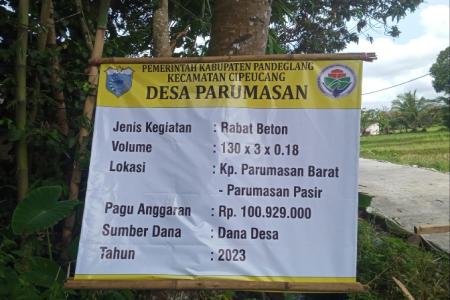 PEMERINTAH KABUPATEN PANDEGLANG
KECAMATAN CIPEUCANG
DESA PARUMASAN
Jenis Kegiatan : Rabat Beton
Volume : 130 x 3 x 0.18
Lokasi : Kp. Parumasan Barat
- Parumasan Pasir
Pagu Anggaran : Rp. 100.929.000
Sumber Dana : Dana Desa
Tahun : 2023